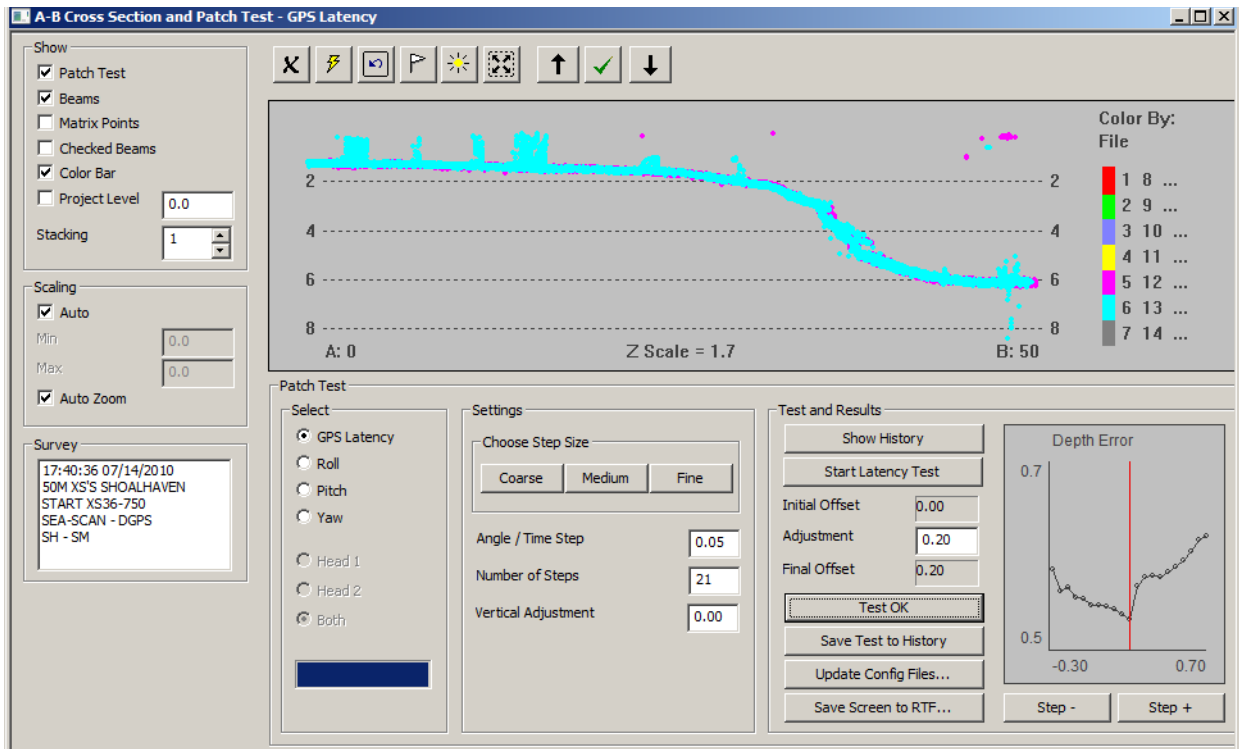 A-B Cross Section and Patch Test - GPS Latency
Show
Patch Test
Beams
Matrix Points
Checked Beams
Color Bar
Project Level 0.0
Stacking 1
Scaling
Auto
Min 0.0
Max 0.0
Auto Zoom
Survey
17:40:36 07/14/2010
50M XS'S SHOALHAVEN
START XS36-750
SEA-SCAN - DGPS
SH - SM
2 2
4 4
6 6
8 8
A: 0 Z Scale = 1.7 B: 50
Color By:
File
1 8 ...
2 9 ...
3 10 ...
4 11 ...
5 12 ...
6 13 ...
7 14 ...
Patch Test
Select
GPS Latency
Roll
Pitch
Yaw
Head 1
Head 2
Both
Settings
Choose Step Size
Coarse Medium Fine
Angle / Time Step 0.05
Number of Steps 21
Vertical Adjustment 0.00
Test and Results
Show History
Start Latency Test
Initial Offset 0.00
Adjustment 0.20
Final Offset 0.20
Test OK
Save Test to History
Update Config Files...
Save Screen to RTF...
Depth Error
0.7
0.5
-0.30 0.70
Step - Step +